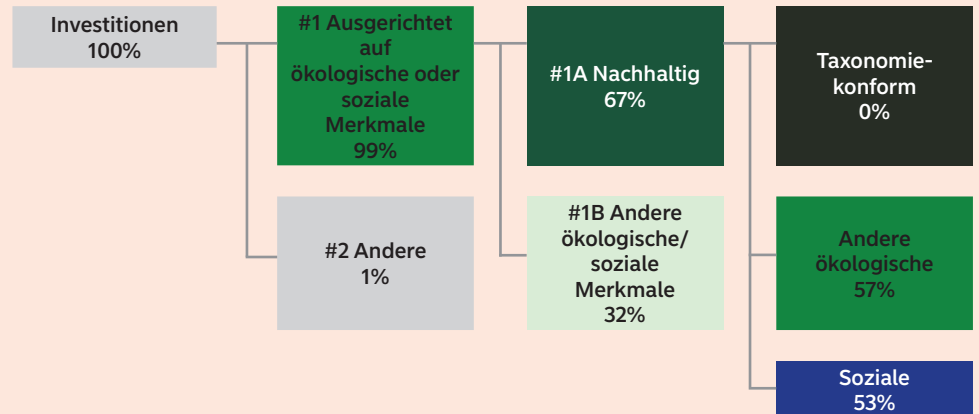 Investitionen
100%
#1 Ausgerichtet
auf
ökologische oder
soziale
Merkmale
99%
#2 Andere
1%
#1A Nachhaltig
67%
#1B Andere
ökologische/
soziale
Merkmale
32%
Taxonomie-
konform
0%
Andere
ökologische
57%
Soziale
53%